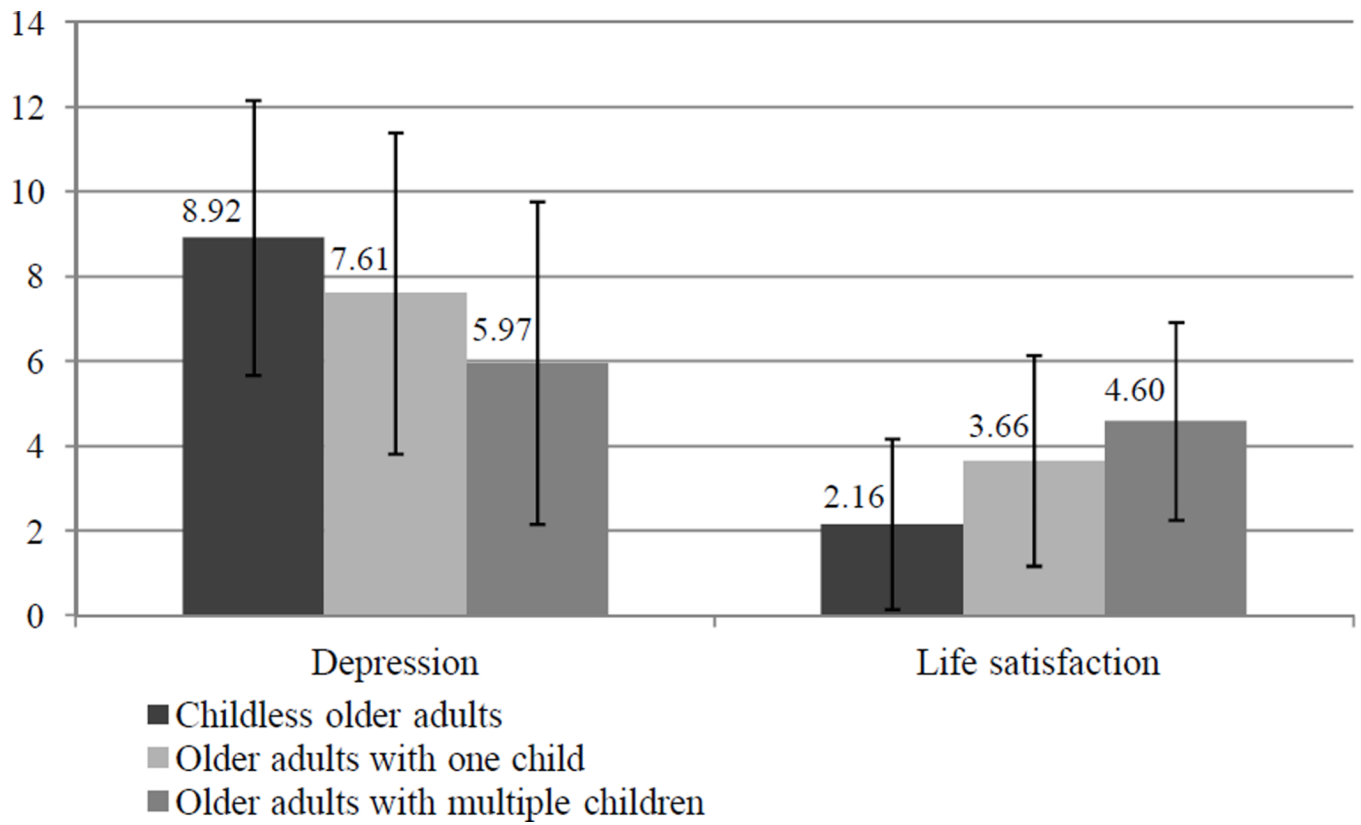 14
12
10
8
6
4
2
0
8.92
7.61
5.97
2.16
3.66
4.60
Depression
Life satisfaction
Childless older adults
Older adults with one child
Older adults with multiple children